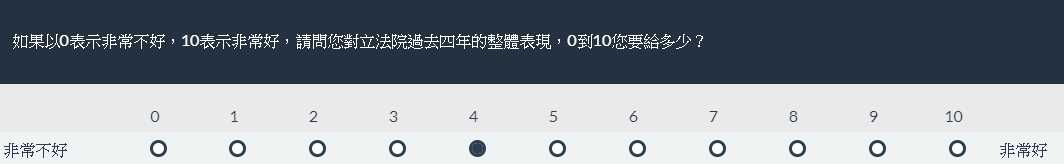 如果以0表示非常不好，10表示非常好，請問您對立法院過去四年的整體表現，0到10您要給多少？
0 1 2 3 4 5 6 7 8 9 10
非常不好 非常好